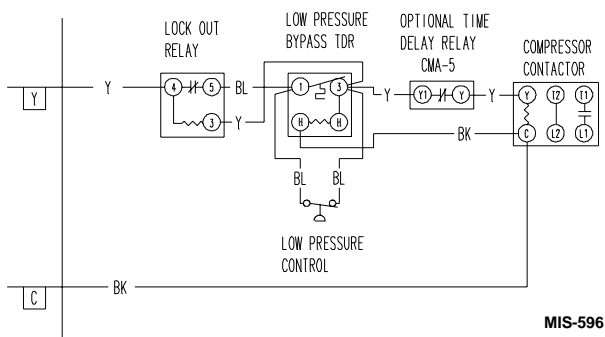 LOCK OUT
RELAY
LOW PRESSURE
BYPASS TDR
OPTIONAL TIME
DELAY RELAY
CMA-5
COMPRESSOR
CONTACTOR
Y
Y
4
5
BL
1
3
Y
Y1
Y
Y
Y
T2
T1
3
Y
H
H
BK
C
L2
L1
BL
BL
LOW PRESSURE
CONTROL
C
BK
MIS-596